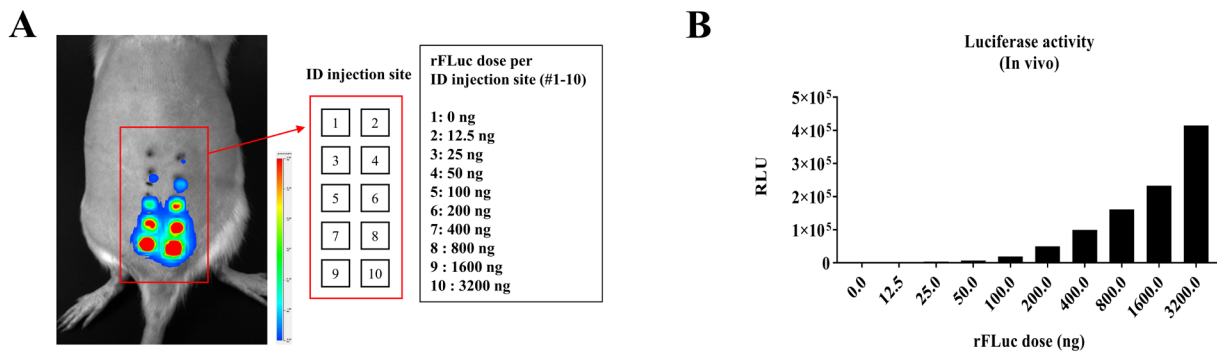 A
ID injection site
1
2
3
4
5
6
7
8
9
10
rFLuc dose per
ID injection site (#1-10)
1: 0 ng
2: 12.5 ng
3: 25 ng
4: 50 ng
5: 100 ng
6: 200 ng
7: 400 ng
8 : 800 ng
9 : 1600 ng
10 : 3200 ng
B
Luciferase activity
(In vivo)
RLU
5×10⁵
4×10⁵
3×10⁵
2×10⁵
1×10⁵
0
0.0
12.5
25.0
50.0
100.0
200.0
400.0
800.0
1600.0
3200.0
rFLuc dose (ng)